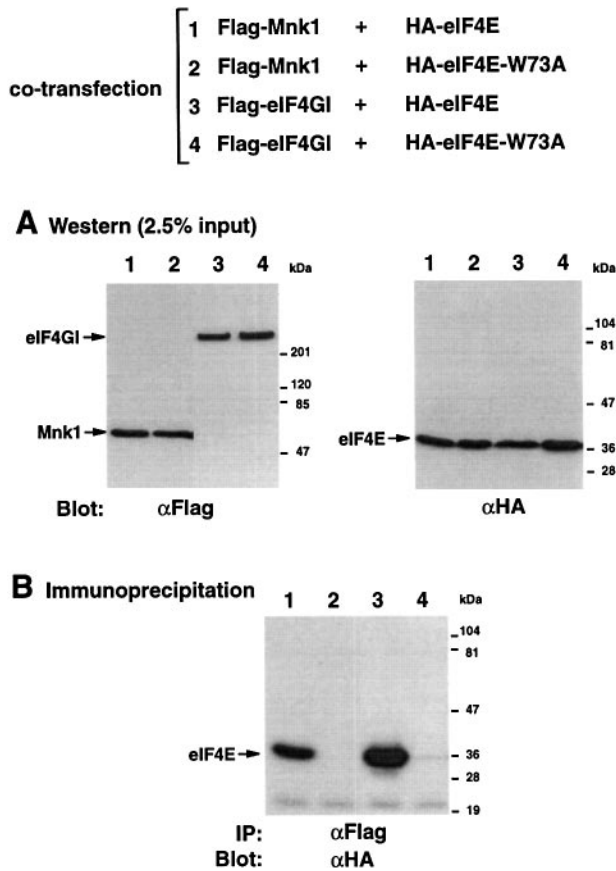 co-transfection
1 Flag-Mnk1 + HA-eIF4E
2 Flag-Mnk1 + HA-eIF4E-W73A
3 Flag-eIF4GI + HA-eIF4E
4 Flag-eIF4GI + HA-eIF4E-W73A
A Western (2.5% input)
1 2 3 4 kDa
eIF4GI
201
120
85
Mnk1
47
Blot: αFlag
1 2 3 4 kDa
104
81
47
eIF4E
36
28
αHA
B Immunoprecipitation
1 2 3 4 kDa
104
81
47
eIF4E
36
28
19
IP: αFlag
Blot: αHA